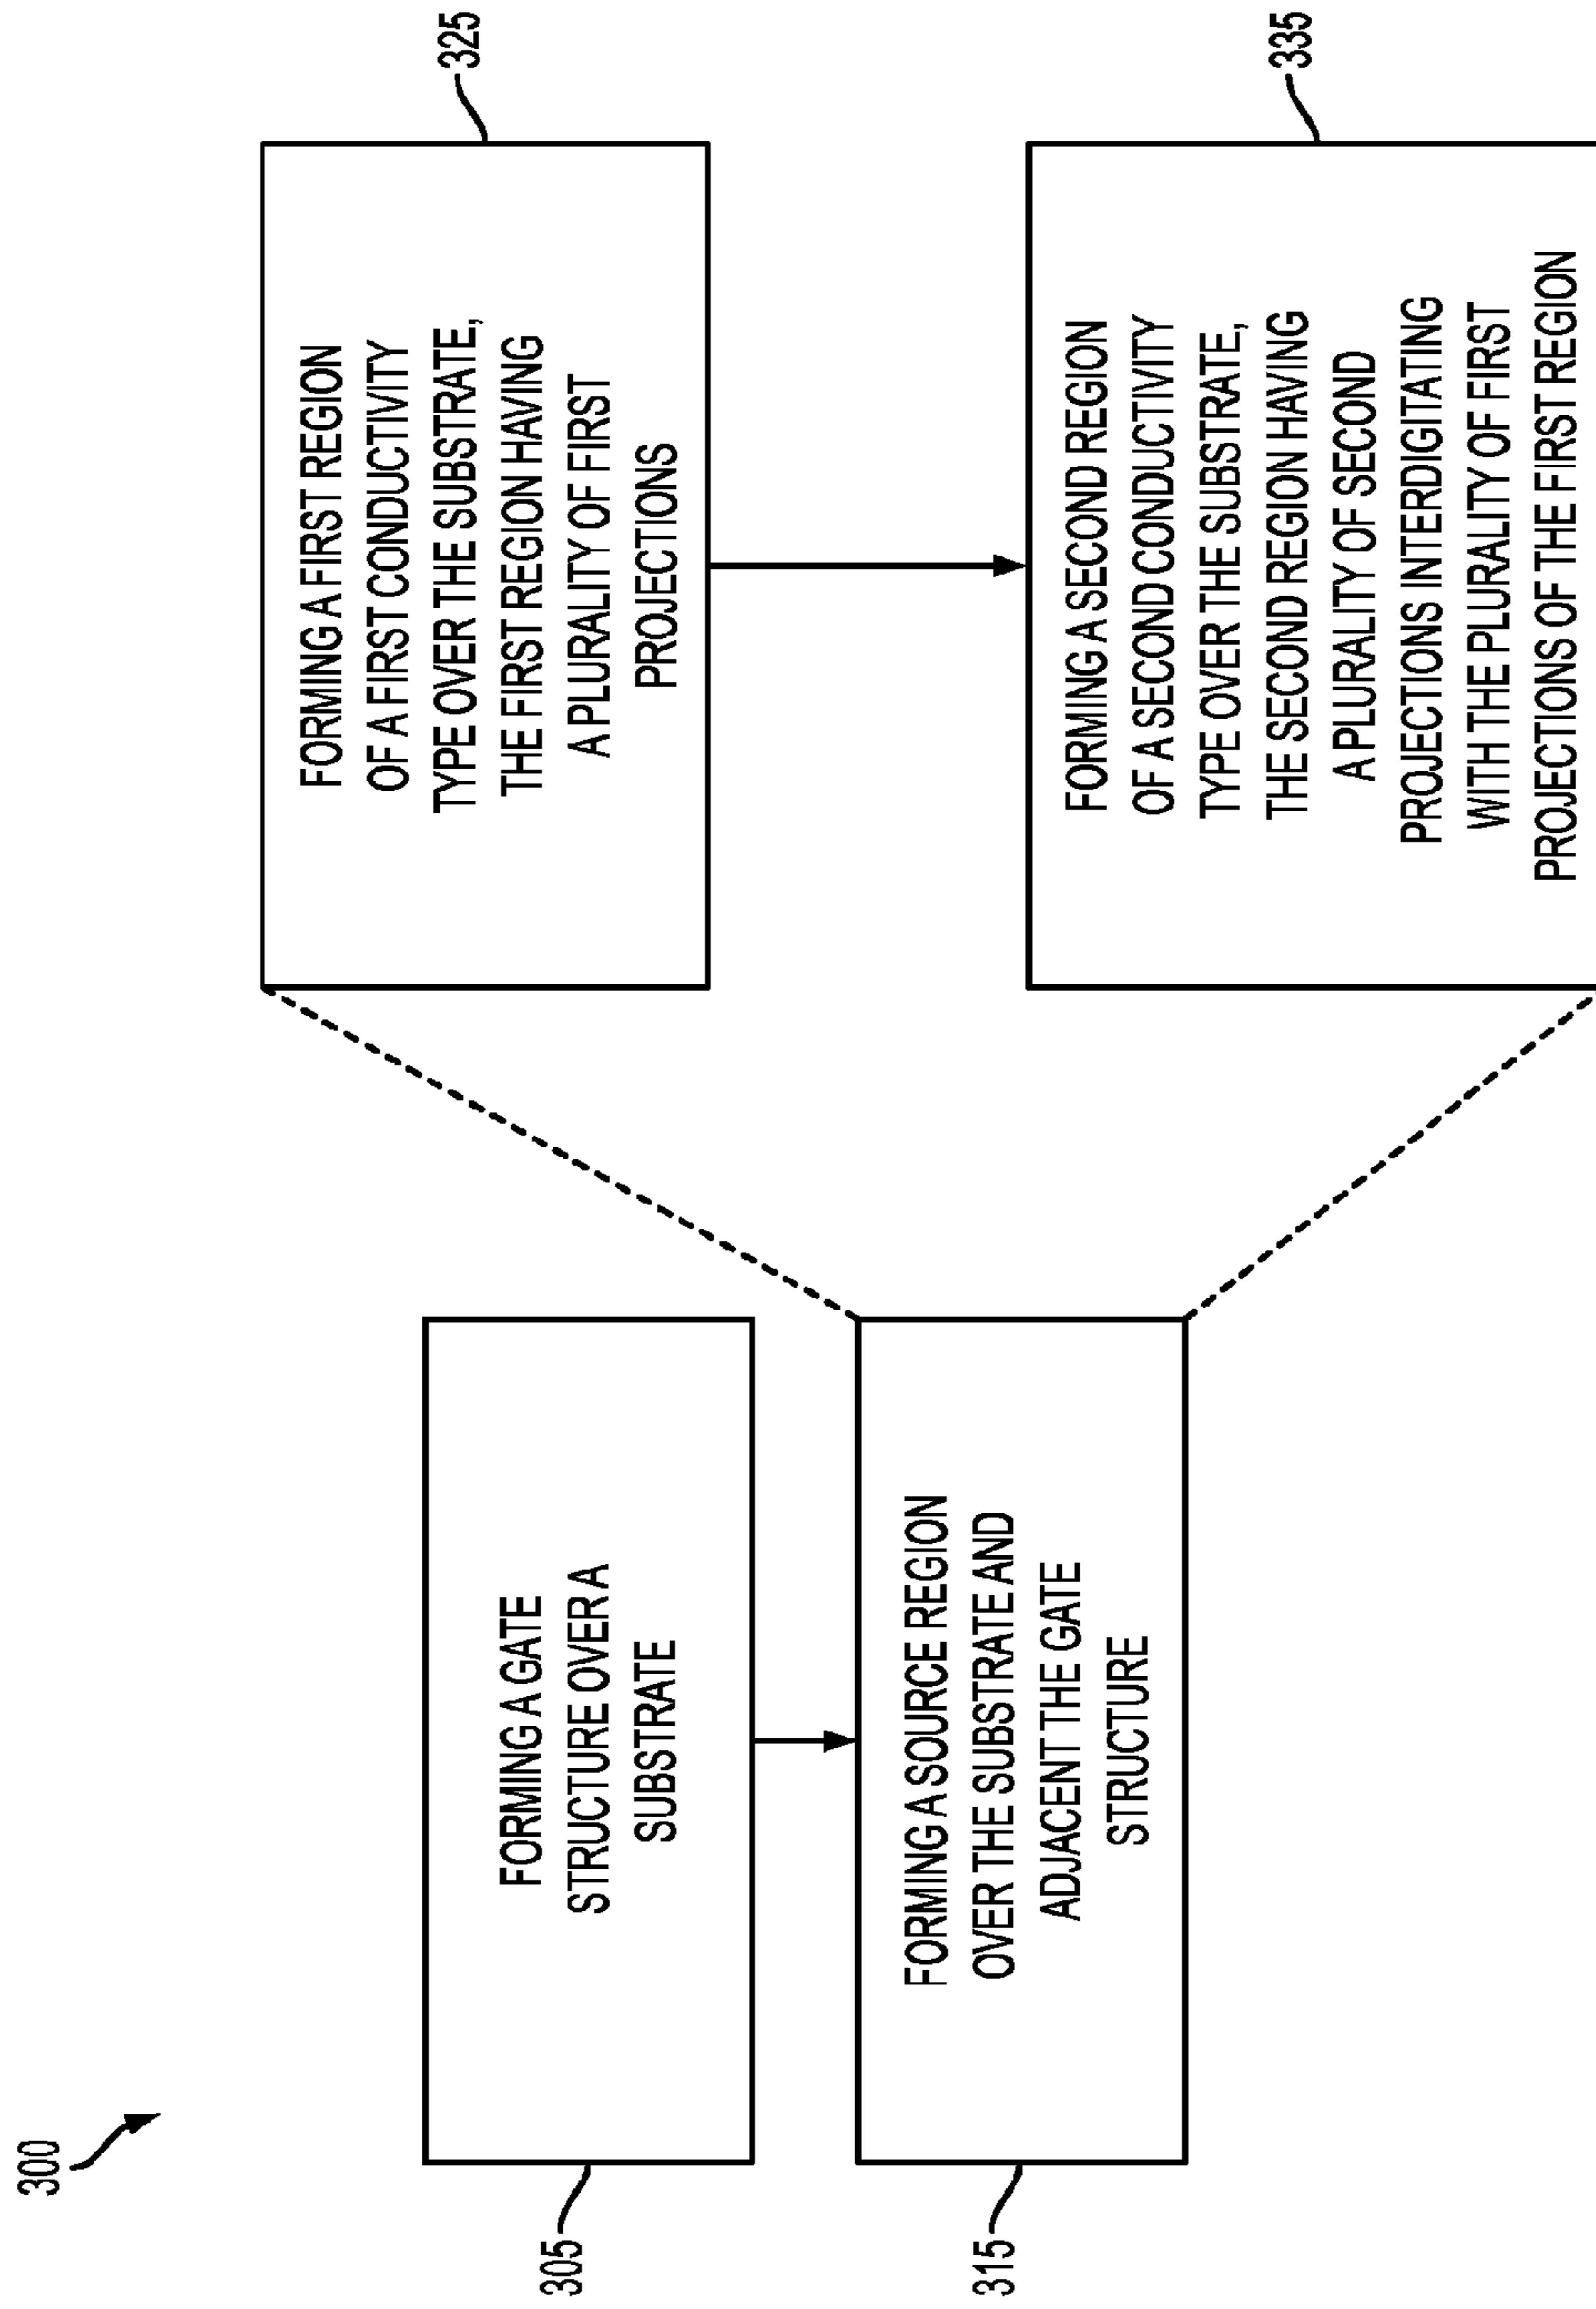 300
305
FORMING A GATE
STRUCTURE OVER A
SUBSTRATE
315
FORMING A SOURCE REGION
OVER THE SUBSTRATE AND
ADJACENT THE GATE
STRUCTURE
325
FORMING A FIRST REGION
OF A FIRST CONDUCTIVITY
TYPE OVER THE SUBSTRATE,
THE FIRST REGION HAVING
A PLURALITY OF FIRST
PROJECTIONS
335
FORMING A SECOND REGION
OF A SECOND CONDUCTIVITY
TYPE OVER THE SUBSTRATE,
THE SECOND REGION HAVING
A PLURALITY OF SECOND
PROJECTIONS INTERDIGITATING
WITH THE PLURALITY OF FIRST
PROJECTIONS OF THE FIRST REGION